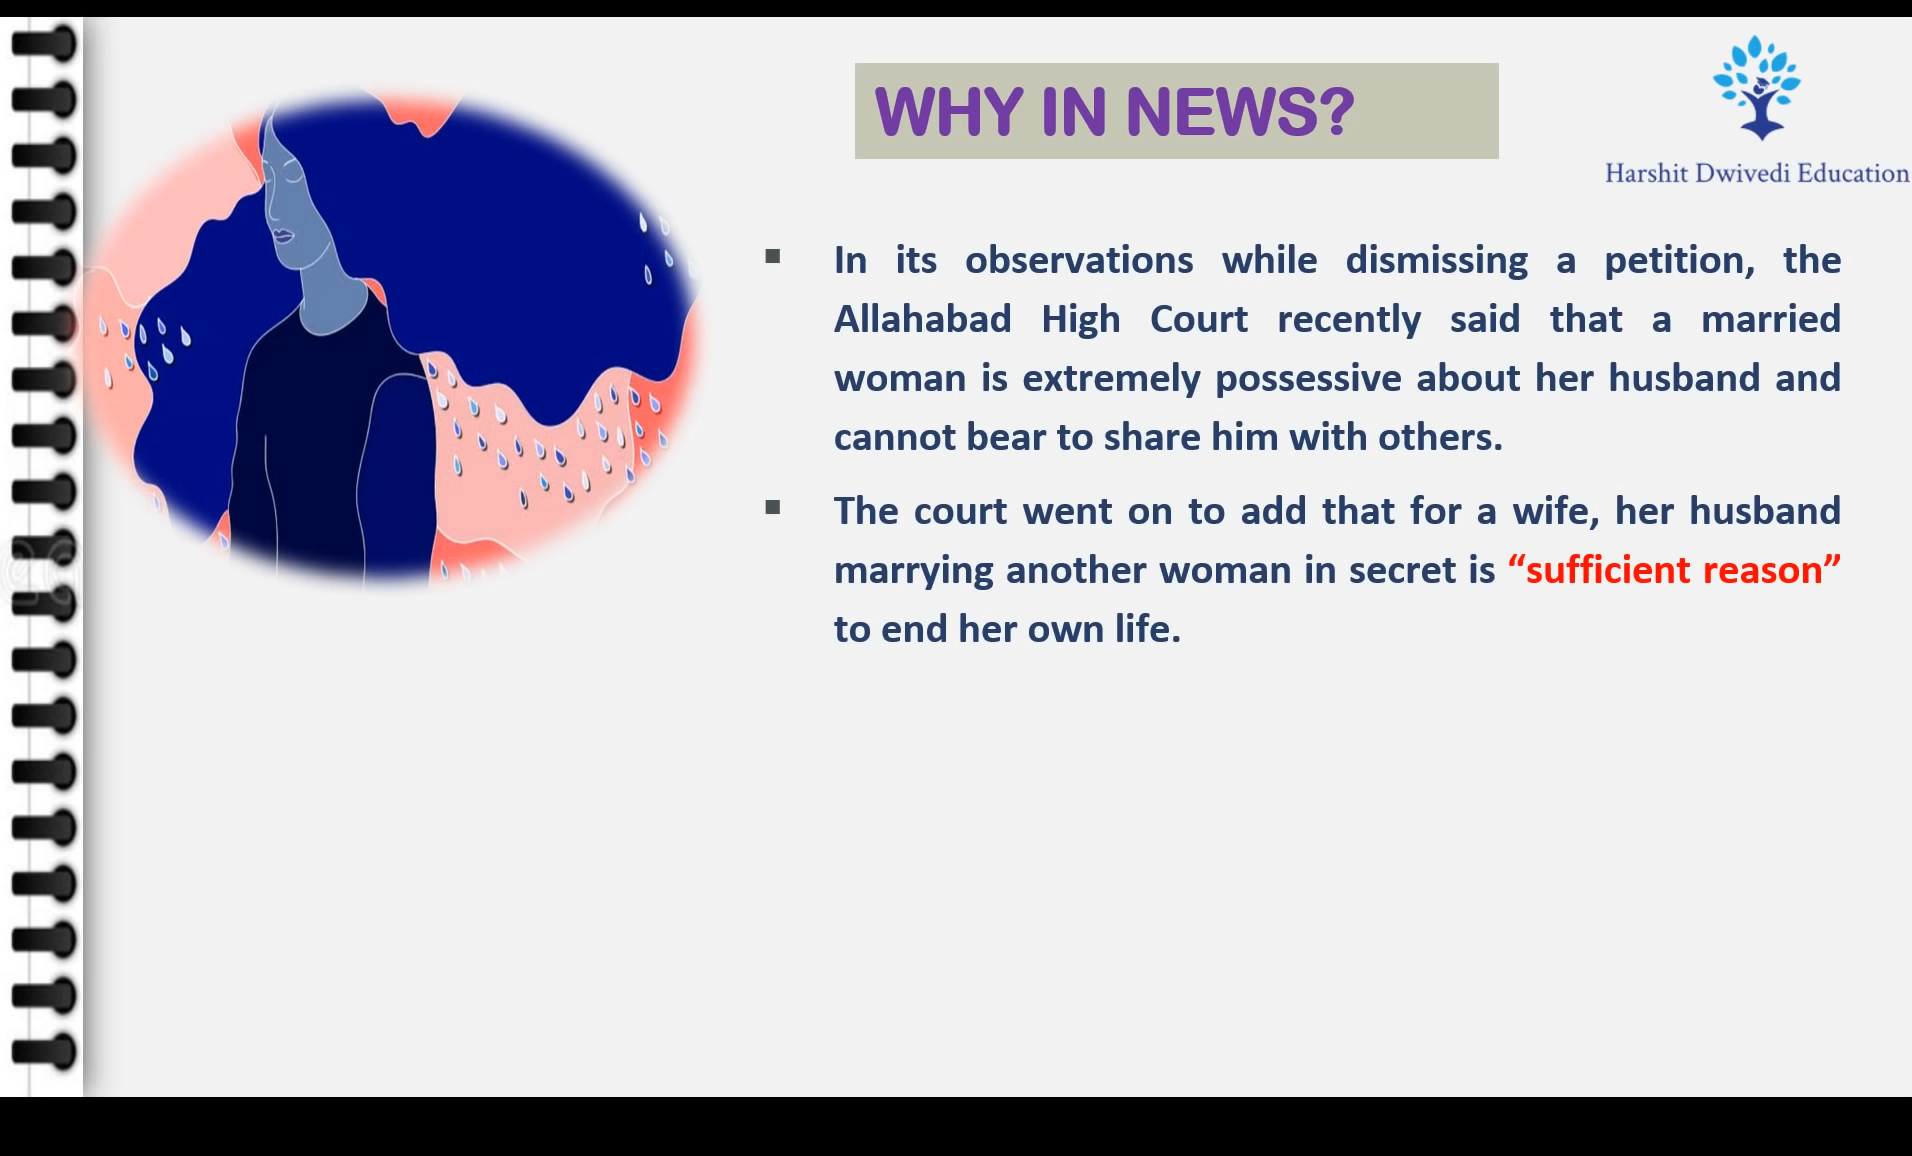 WHY IN NEWS?
Harshit Dwivedi Education
▪ In its observations while dismissing a petition, the
Allahabad High Court recently said that a married
woman is extremely possessive about her husband and
cannot bear to share him with others.
▪ The court went on to add that for a wife, her husband
marrying another woman in secret is “sufficient reason”
to end her own life.